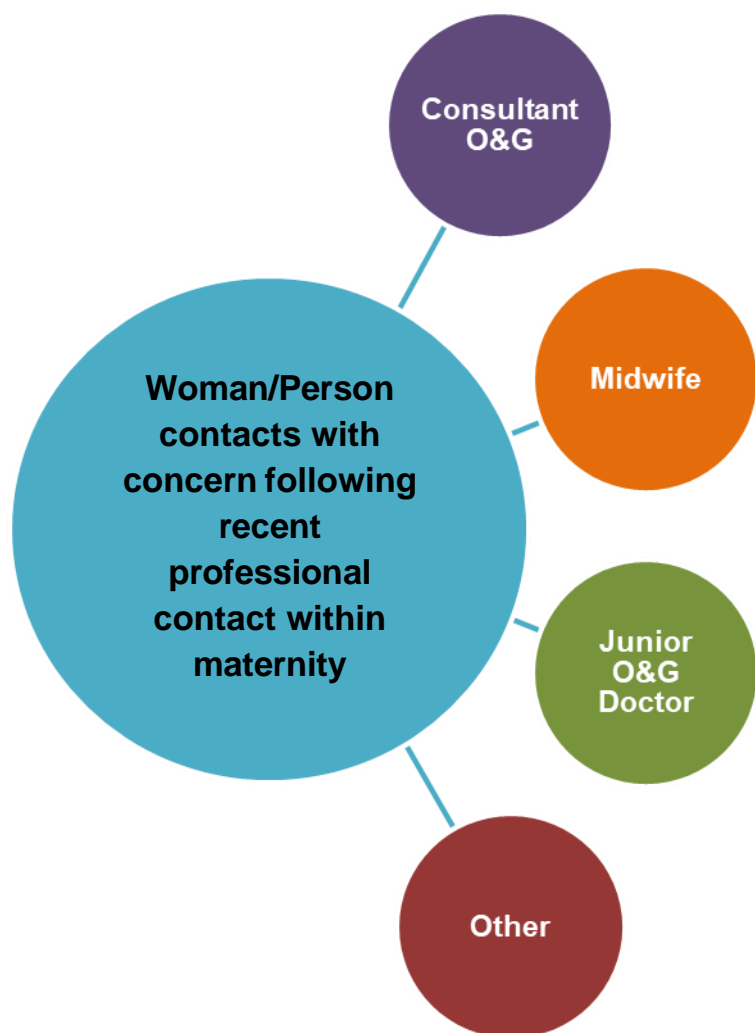 Consultant
O&G
Woman/Person
contacts with
concern following
recent
professional
contact within
maternity
Midwife
Junior
O&G
Doctor
Other